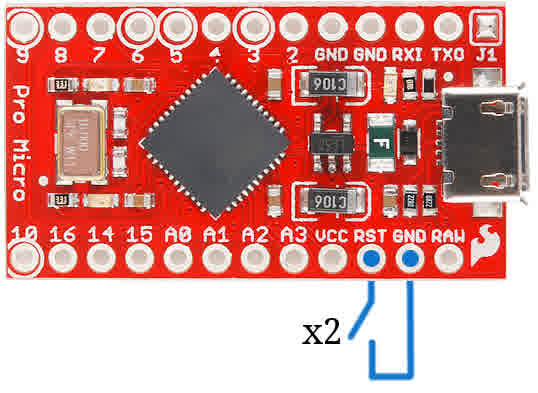 9 8 7 6 5 4 3 2 GND GND RXI TXO J1
Pro Micro
C106
F
C106
10 16 14 15 A0 A1 A2 A3 VCC RST GND RAW
x2